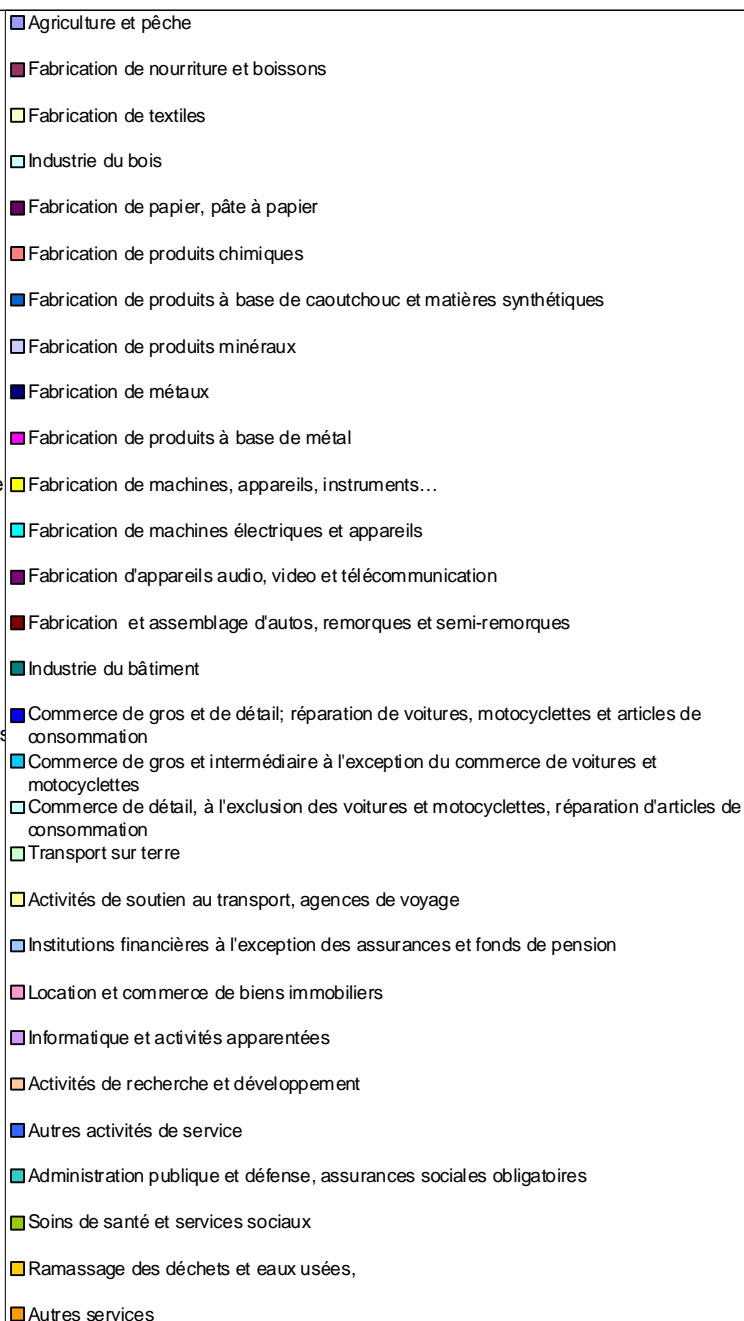 Agriculture et pêche
Fabrication de nourriture et boissons
Fabrication de textiles
Industrie du bois
Fabrication de papier, pâte à papier
Fabrication de produits chimiques
Fabrication de produits à base de caoutchouc et matières synthétiques
Fabrication de produits minéraux
Fabrication de métaux
Fabrication de produits à base de métal
Fabrication de machines, appareils, instruments…
Fabrication de machines électriques et appareils
Fabrication d'appareils audio, video et télécommunication
Fabrication et assemblage d'autos, remorques et semi-remorques
Industrie du bâtiment
Commerce de gros et de détail; réparation de voitures, motocyclettes et articles de
consommation
Commerce de gros et intermédiaire à l'exception du commerce de voitures et
motocyclettes
Commerce de détail, à l'exclusion des voitures et motocyclettes, réparation d'articles de
consommation
Transport sur terre
Activités de soutien au transport, agences de voyage
Institutions financières à l'exception des assurances et fonds de pension
Location et commerce de biens immobiliers
Informatique et activités apparentées
Activités de recherche et développement
Autres activités de service
Administration publique et défense, assurances sociales obligatoires
Soins de santé et services sociaux
Ramassage des déchets et eaux usées,
Autres services